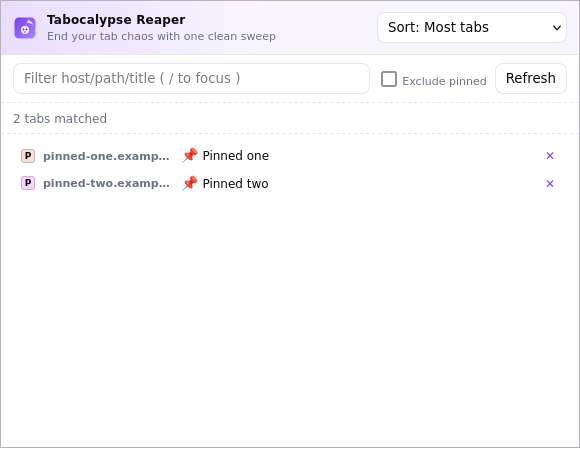 Tabocalypse Reaper
End your tab chaos with one clean sweep
Sort: Most tabs
Filter host/path/title ( / to focus )
Exclude pinned
Refresh
2 tabs matched
P pinned-one.examp… 📌 Pinned one ×
P pinned-two.examp… 📌 Pinned two ×